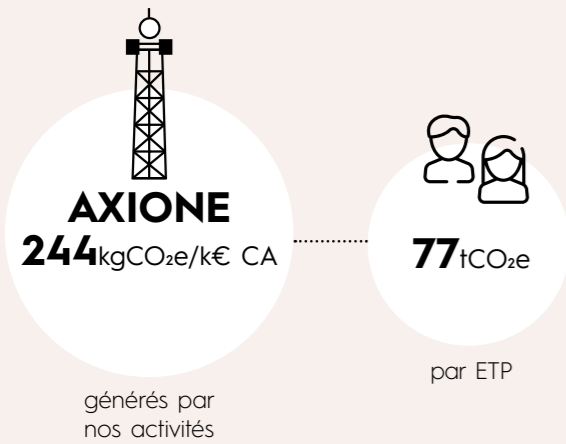 AXIONE
244kgCO₂e/k€ CA
générés par
nos activités
77tCO₂e
par ETP